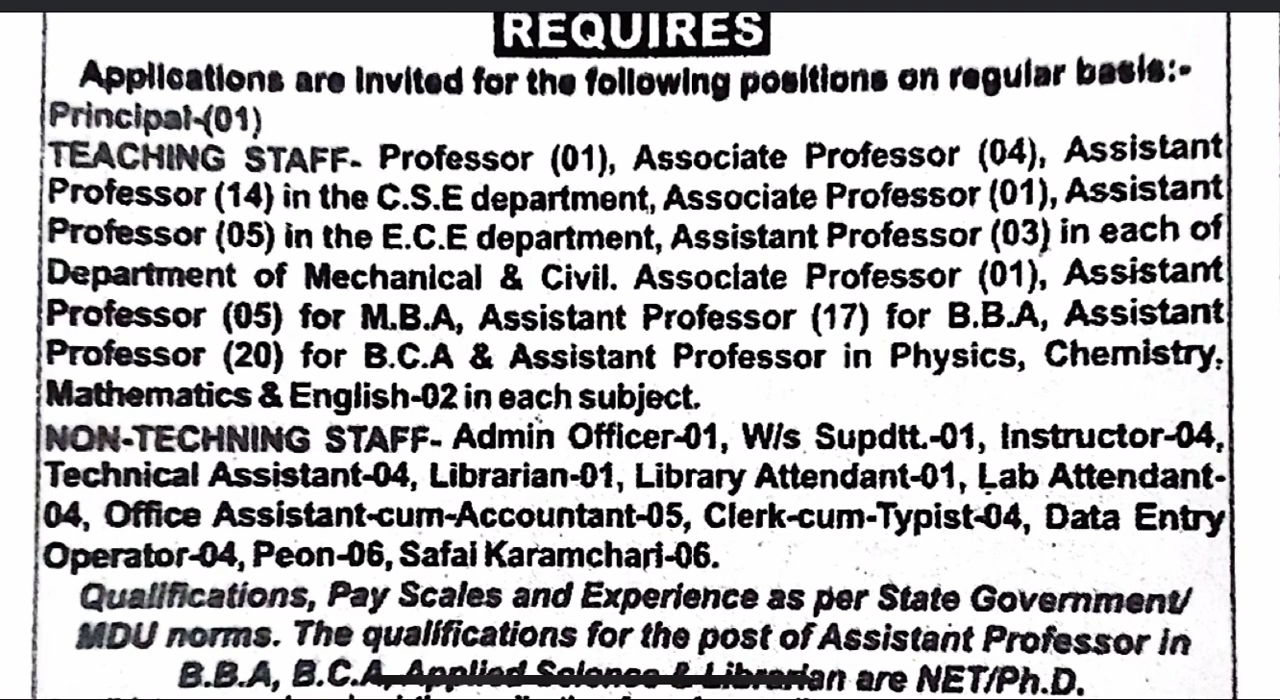 REQUIRES
Applications are invited for the following positions on regular basis:-
Principal-(01)
TEACHING STAFF- Professor (01), Associate Professor (04), Assistant
Professor (14) in the C.S.E department, Associate Professor (01), Assistant
Professor (05) in the E.C.E department, Assistant Professor (03) in each of
Department of Mechanical & Civil. Associate Professor (01), Assistant
Professor (05) for M.B.A, Assistant Professor (17) for B.B.A, Assistant
Professor (20) for B.C.A & Assistant Professor in Physics, Chemistry,
Mathematics & English-02 in each subject.
NON-TECHNING STAFF- Admin Officer-01, W/s Supdtt.-01, Instructor-04,
Technical Assistant-04, Librarian-01, Library Attendant-01, Lab Attendant-
04, Office Assistant-cum-Accountant-05, Clerk-cum-Typist-04, Data Entry
Operator-04, Peon-06, Safai Karamchari-06.
Qualifications, Pay Scales and Experience as per State Government/
MDU norms. The qualifications for the post of Assistant Professor in
B.B.A, B.C.A, Applied Science & Librarian are NET/Ph.D.